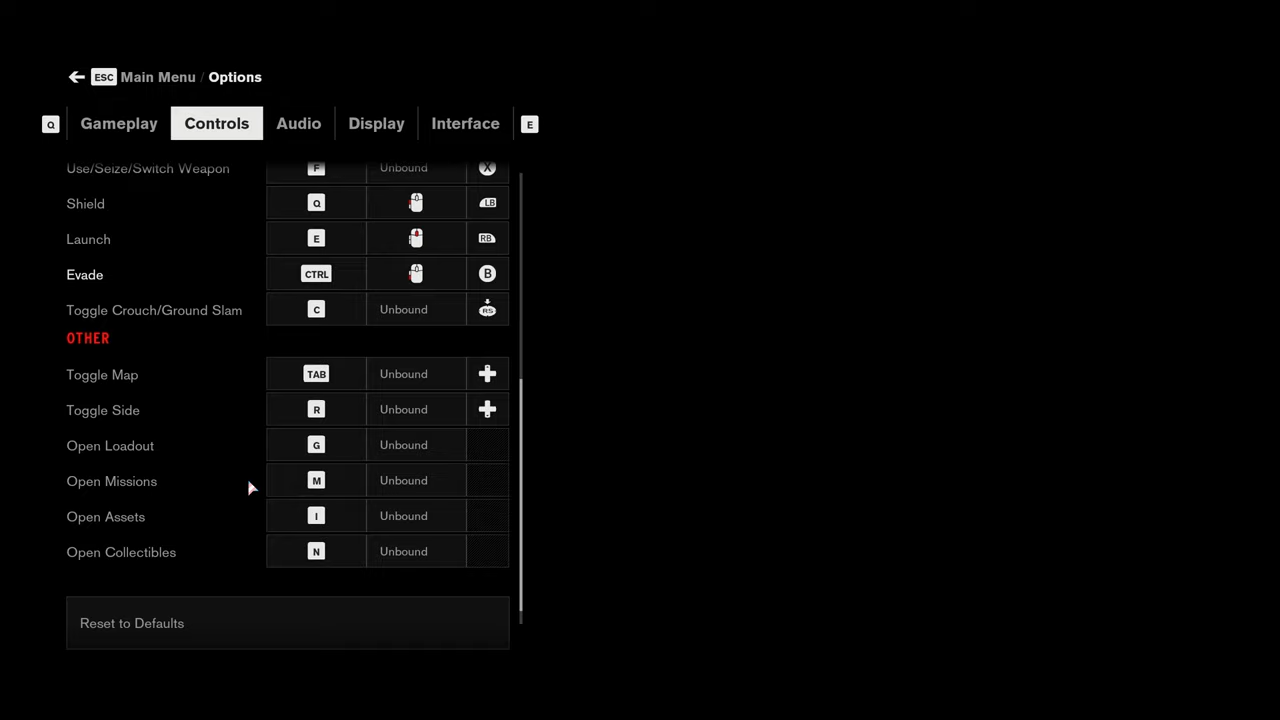 ESC Main Menu / Options
Q Gameplay Controls Audio Display Interface E
Use/Seize/Switch Weapon F Unbound X
Shield Q LB
Launch E RB
Evade CTRL B
Toggle Crouch/Ground Slam C Unbound RS
OTHER
Toggle Map TAB Unbound
Toggle Side R Unbound
Open Loadout G Unbound
Open Missions M Unbound
Open Assets I Unbound
Open Collectibles N Unbound
Reset to Defaults